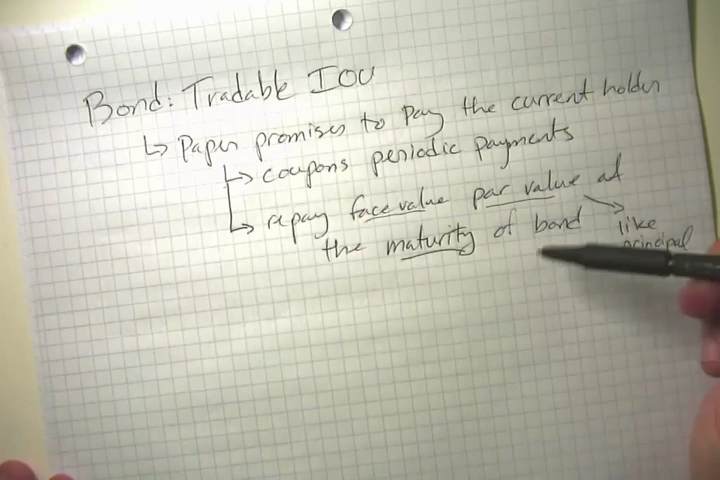 Bond: Tradable IOU
↳ Paper promises to pay the current holder
↳ coupons periodic payments
↳ repay face value par value at
the maturity of bond
like
principal